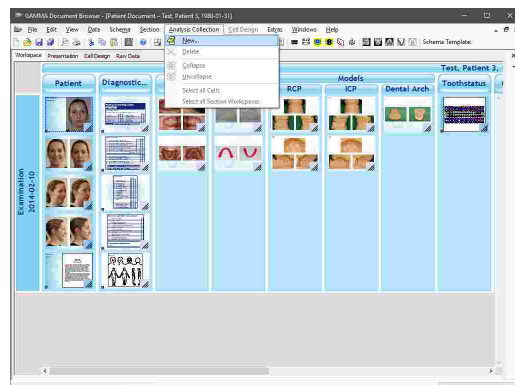 GAMMA Document Browser - [Patient Document - Test, Patient 3, 1980-01-31]
File Edit View Data Schema Section Analysis Collection Cell Design Extras Windows Help
Schema Template:
Workspace Presentation Cell Design Raw Data
New...
Delete
Collapse
Uncollapse
Select all Cells
Select all Section Workspaces
Test, Patient 3,
Models
Patient Diagnostic... RCP ICP Dental Arch Toothstatus
Examination
2014-02-10